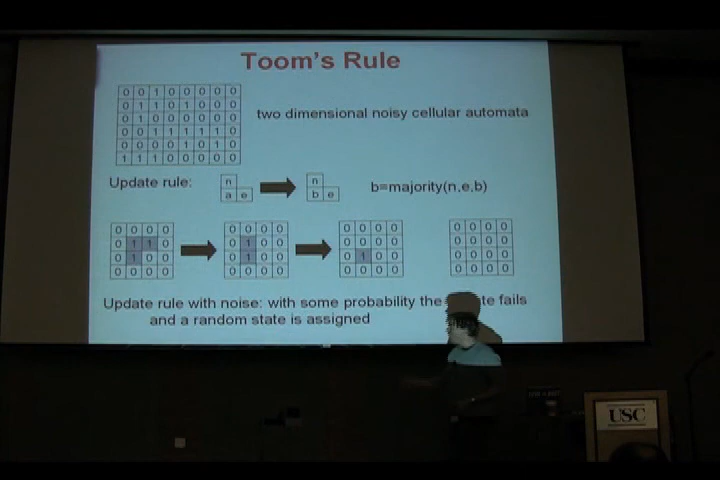 Toom's Rule
0 0 1 0 0 0 0 0
0 1 1 0 1 0 0 0
0 1 0 0 0 0 0 0
0 0 1 1 1 1 1 0
0 0 0 0 1 0 1 0
1 1 1 0 0 0 0 0
two dimensional noisy cellular automata
Update rule:
n
a e
n
b e
b=majority(n,e,b)
0 0 0 0
0 1 1 0
0 1 0 0
0 0 0 0
0 0 0 0
0 1 0 0
0 1 0 0
0 0 0 0
0 0 0 0
0 0 0 0
0 1 0 0
0 0 0 0
0 0 0 0
0 0 0 0
0 0 0 0
0 0 0 0
Update rule with noise: with some probability the fails
and a random state is assigned
USC